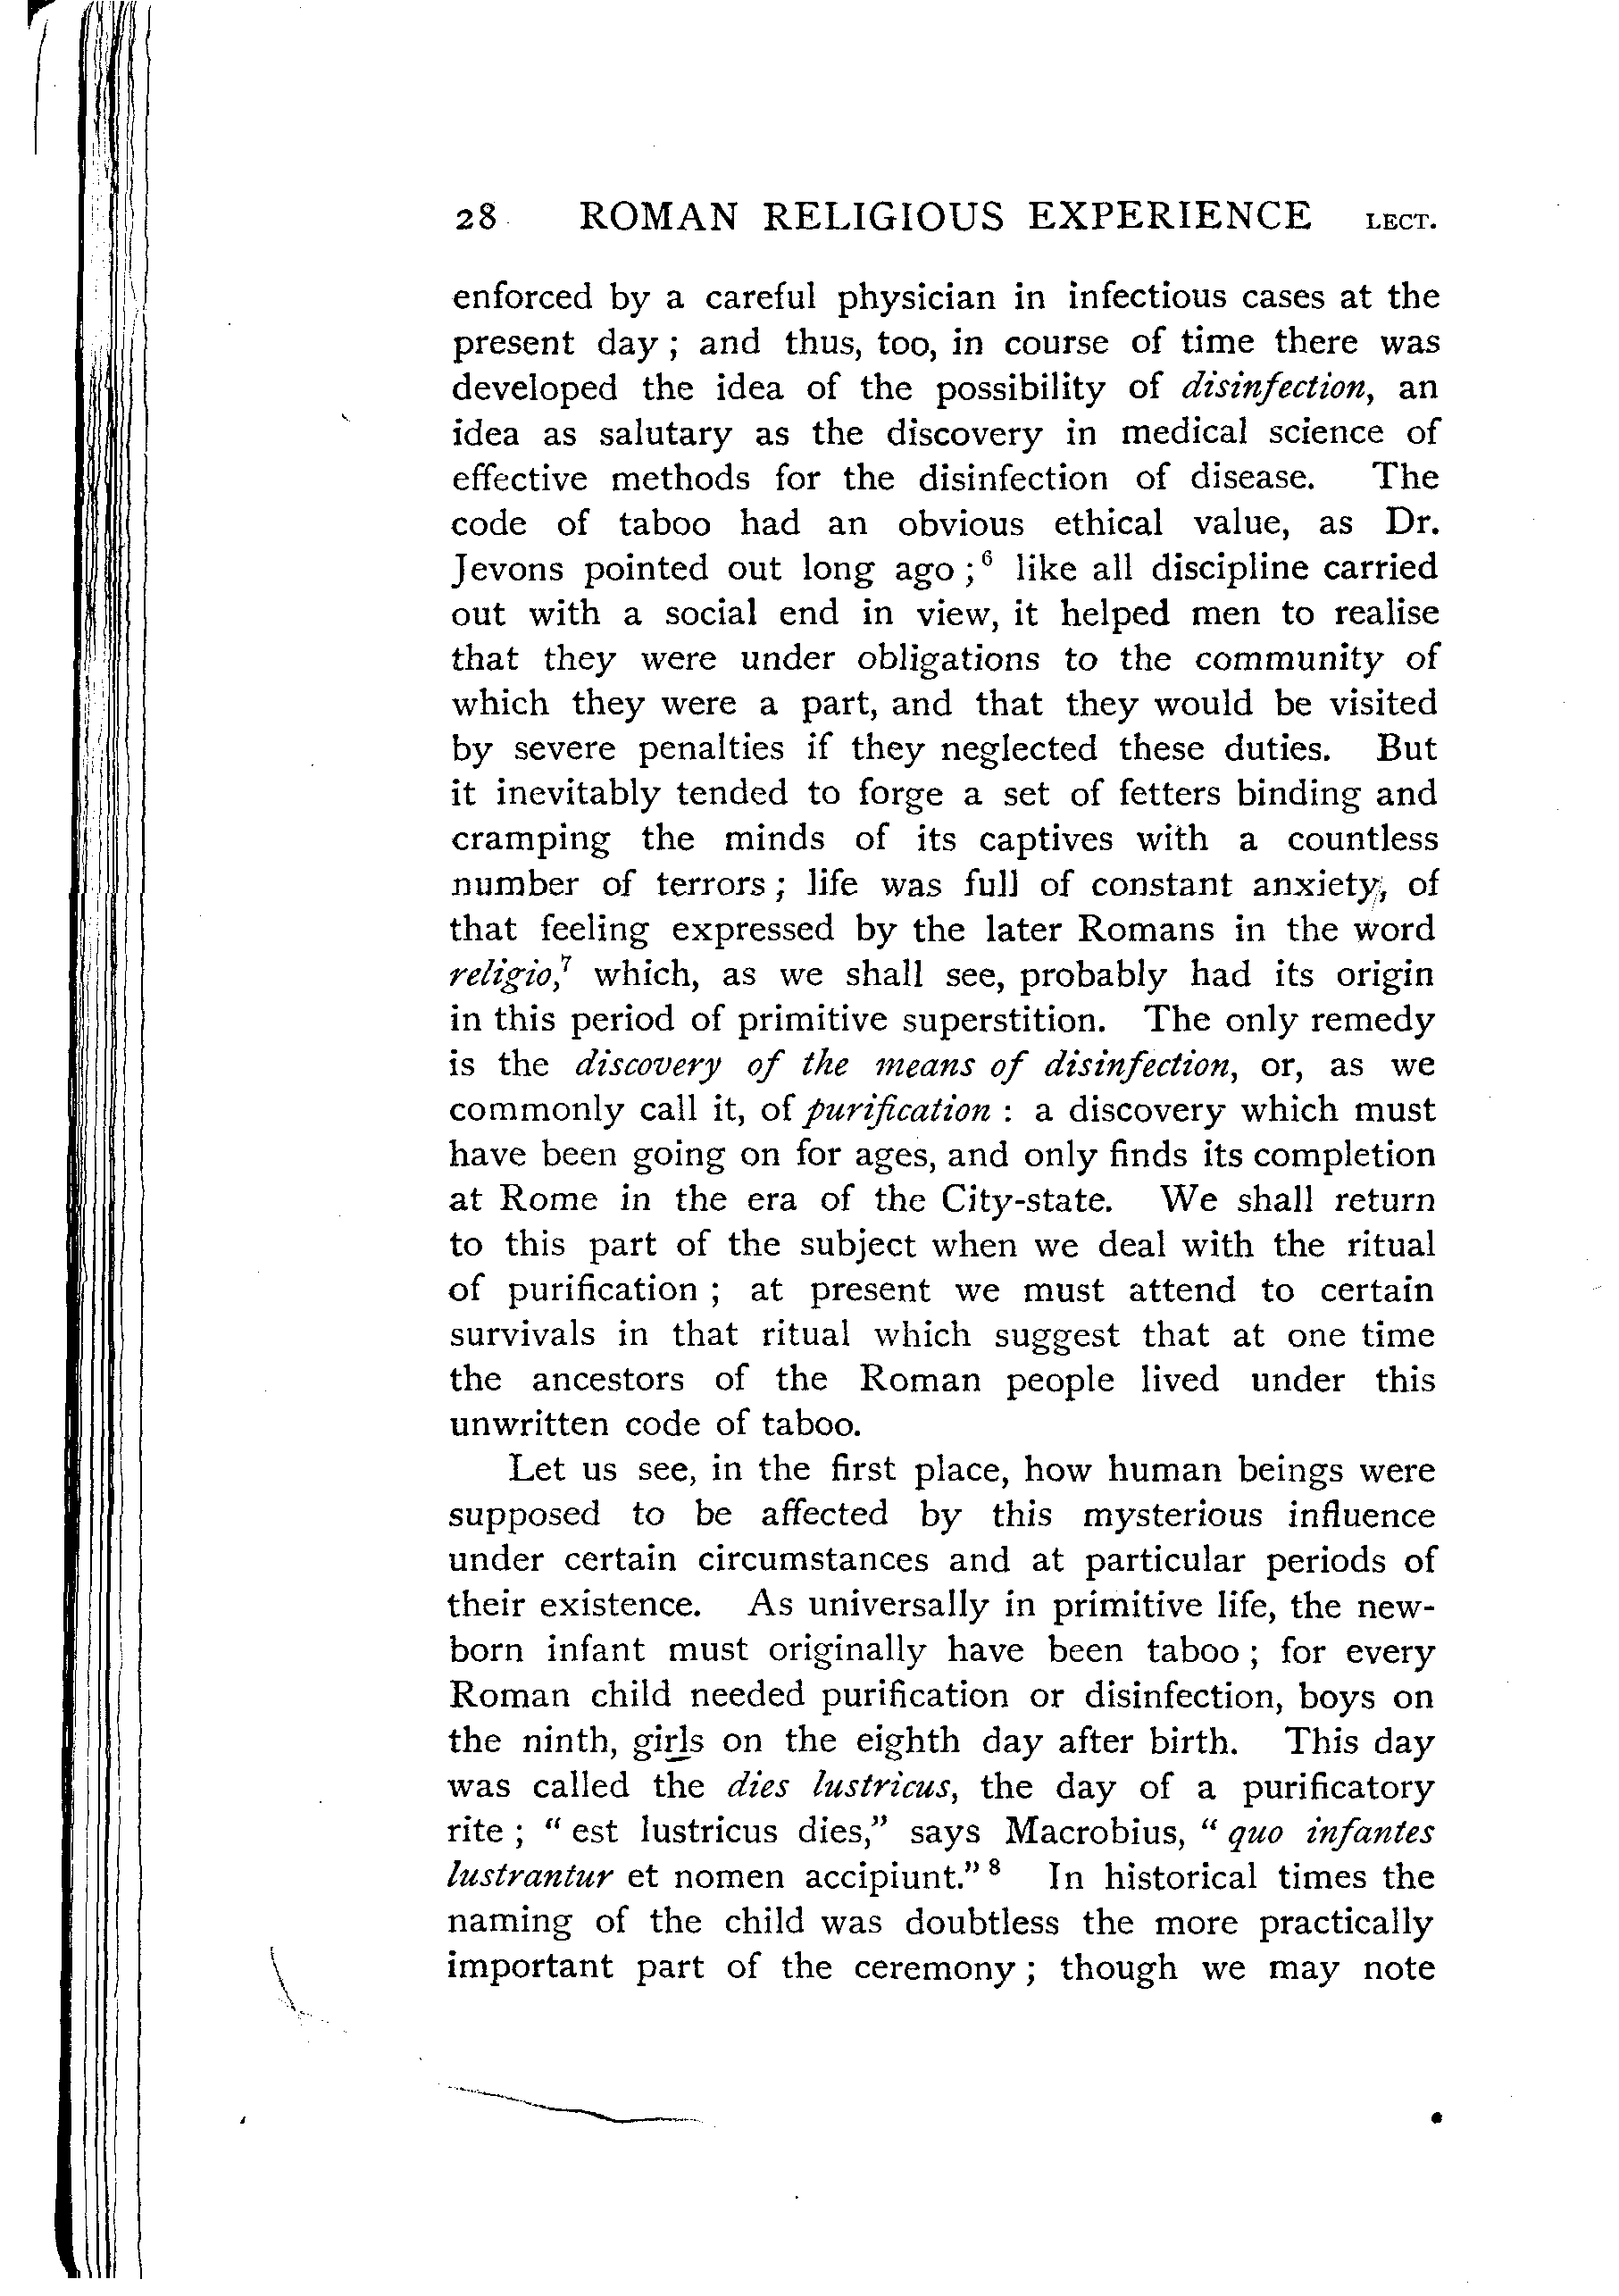 28 ROMAN RELIGIOUS EXPERIENCE LECT.
enforced by a careful physician in infectious cases at the
present day ; and thus, too, in course of time there was
developed the idea of the possibility of disinfection, an
idea as salutary as the discovery in medical science of
effective methods for the disinfection of disease. The
code of taboo had an obvious ethical value, as Dr.
Jevons pointed out long ago ;⁶ like all discipline carried
out with a social end in view, it helped men to realise
that they were under obligations to the community of
which they were a part, and that they would be visited
by severe penalties if they neglected these duties. But
it inevitably tended to forge a set of fetters binding and
cramping the minds of its captives with a countless
number of terrors ; life was full of constant anxiety, of
that feeling expressed by the later Romans in the word
religio,⁷ which, as we shall see, probably had its origin
in this period of primitive superstition. The only remedy
is the discovery of the means of disinfection, or, as we
commonly call it, of purification : a discovery which must
have been going on for ages, and only finds its completion
at Rome in the era of the City-state. We shall return
to this part of the subject when we deal with the ritual
of purification ; at present we must attend to certain
survivals in that ritual which suggest that at one time
the ancestors of the Roman people lived under this
unwritten code of taboo.
Let us see, in the first place, how human beings were
supposed to be affected by this mysterious influence
under certain circumstances and at particular periods of
their existence. As universally in primitive life, the new-
born infant must originally have been taboo ; for every
Roman child needed purification or disinfection, boys on
the ninth, girls on the eighth day after birth. This day
was called the dies lustricus, the day of a purificatory
rite ; “ est lustricus dies,” says Macrobius, “ quo infantes
lustrantur et nomen accipiunt.” ⁸ In historical times the
naming of the child was doubtless the more practically
important part of the ceremony ; though we may note